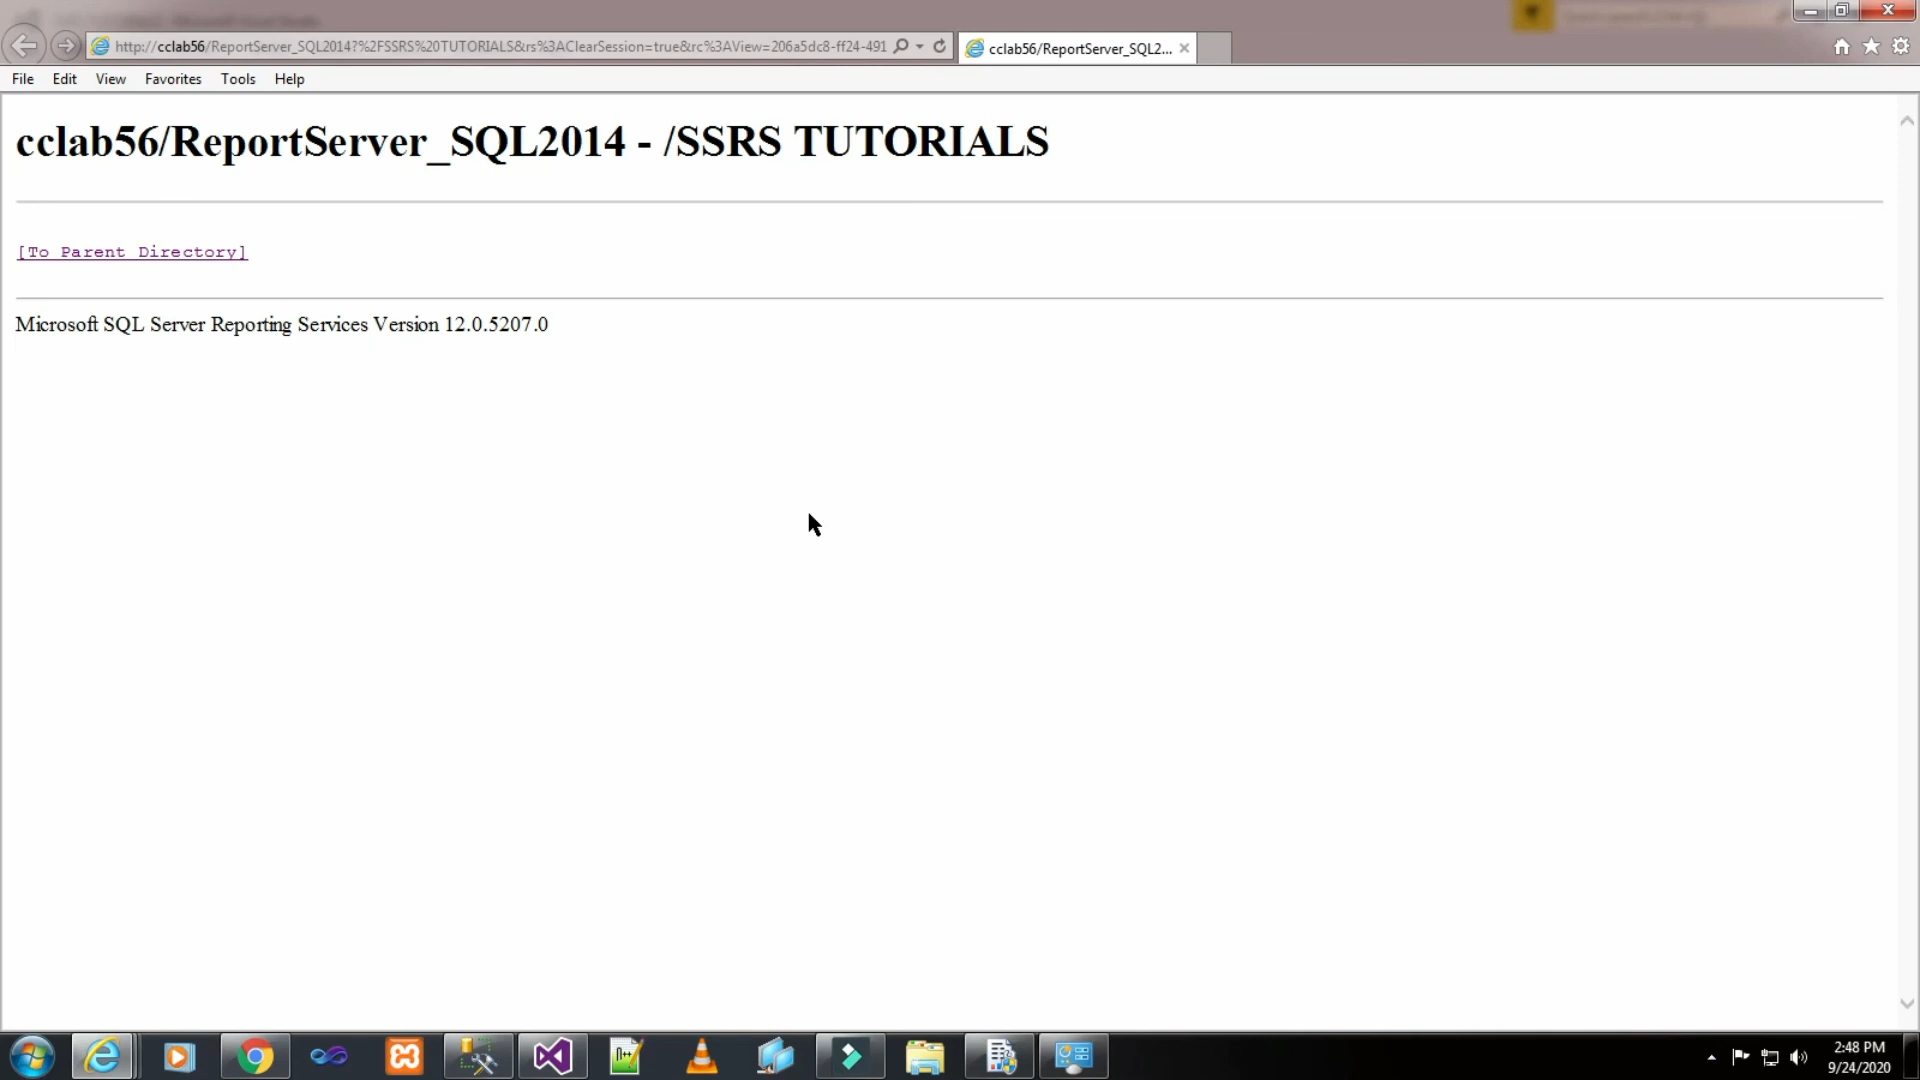 http://cclab56/ReportServer_SQL2014?%2FSSRS%20TUTORIALS&rs%3AClearSession=true&rc%3AView=206a5dc8-ff24-491
cclab56/ReportServer_SQL2...
File Edit View Favorites Tools Help
cclab56/ReportServer_SQL2014 - /SSRS TUTORIALS
[To Parent Directory]
Microsoft SQL Server Reporting Services Version 12.0.5207.0
2:48 PM
9/24/2020